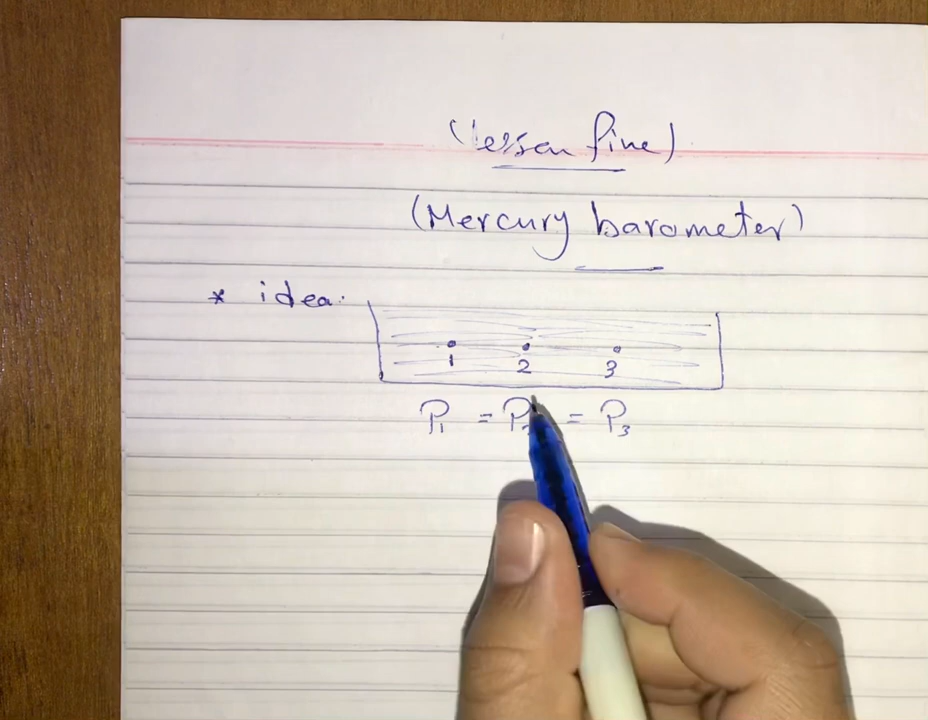 (lesson five)
(Mercury barometer)
* idea:
1 2 3
P1 = P2 = P3